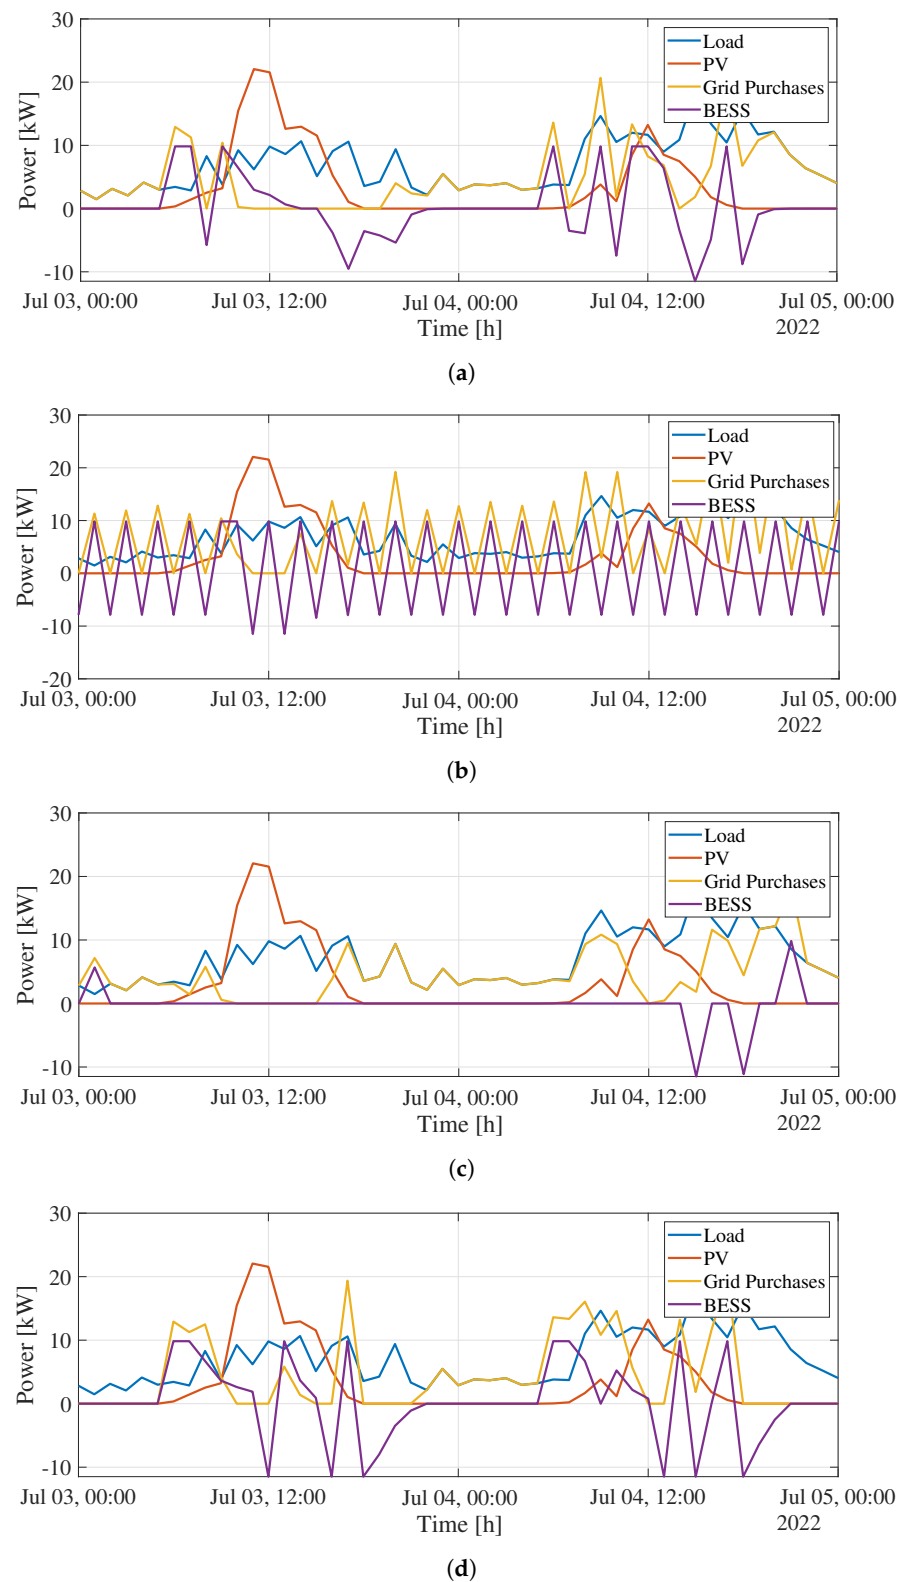 30
20
10
0
-10
Power [kW]
Load
PV
Grid Purchases
BESS
Jul 03, 00:00 Jul 03, 12:00 Jul 04, 00:00 Jul 04, 12:00 Jul 05, 00:00
Time [h] 2022
(a)
30
20
10
0
-10
-20
Power [kW]
Load
PV
Grid Purchases
BESS
Jul 03, 00:00 Jul 03, 12:00 Jul 04, 00:00 Jul 04, 12:00 Jul 05, 00:00
Time [h] 2022
(b)
30
20
10
0
-10
Power [kW]
Load
PV
Grid Purchases
BESS
Jul 03, 00:00 Jul 03, 12:00 Jul 04, 00:00 Jul 04, 12:00 Jul 05, 00:00
Time [h] 2022
(c)
30
20
10
0
-10
Power [kW]
Load
PV
Grid Purchases
BESS
Jul 03, 00:00 Jul 03, 12:00 Jul 04, 00:00 Jul 04, 12:00 Jul 05, 00:00
Time [h] 2022
(d)